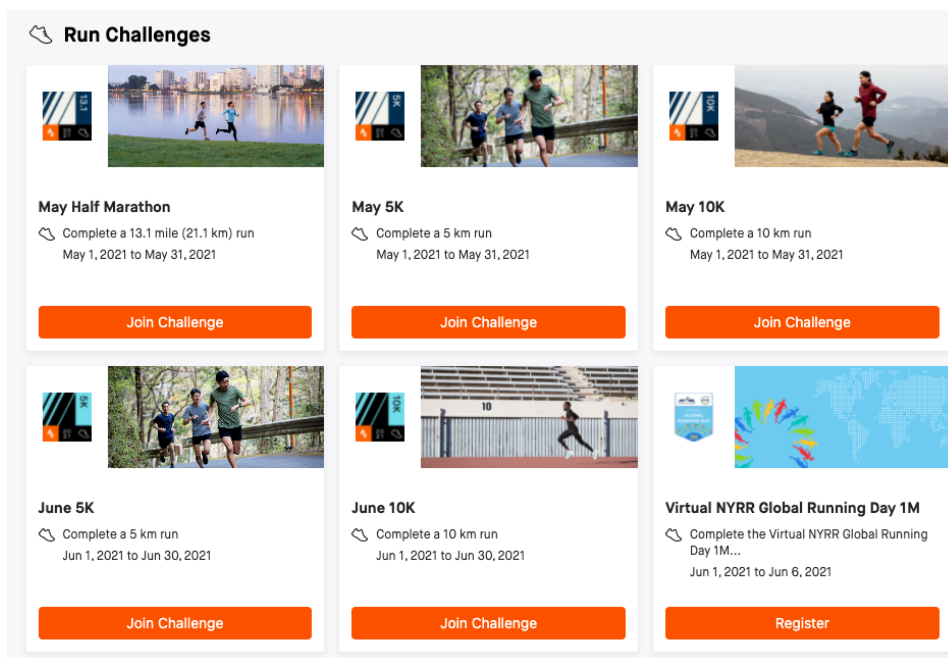 Run Challenges
13.1
May Half Marathon
Complete a 13.1 mile (21.1 km) run
May 1, 2021 to May 31, 2021
Join Challenge
5K
May 5K
Complete a 5 km run
May 1, 2021 to May 31, 2021
Join Challenge
10K
May 10K
Complete a 10 km run
May 1, 2021 to May 31, 2021
Join Challenge
5K
June 5K
Complete a 5 km run
Jun 1, 2021 to Jun 30, 2021
Join Challenge
10K
10
June 10K
Complete a 10 km run
Jun 1, 2021 to Jun 30, 2021
Join Challenge
GLOBAL
RUNNING DAY
Virtual NYRR Global Running Day 1M
Complete the Virtual NYRR Global Running
Day 1M...
Jun 1, 2021 to Jun 6, 2021
Register